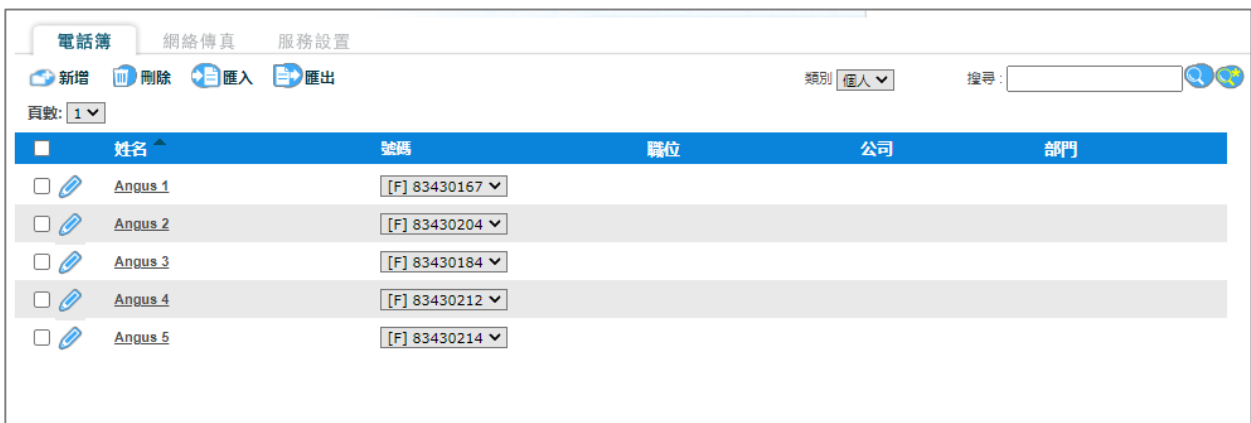 電話簿 網絡傳真 服務設置
新增 刪除 匯入 匯出 類別 個人 搜尋 :
頁數: 1
姓名 號碼 職位 公司 部門
Angus 1 [F] 83430167
Angus 2 [F] 83430204
Angus 3 [F] 83430184
Angus 4 [F] 83430212
Angus 5 [F] 83430214